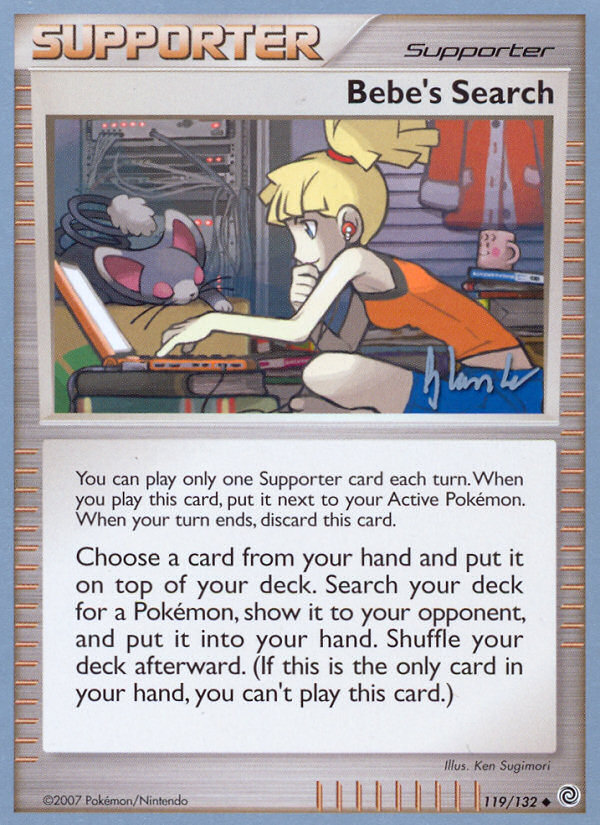 SUPPORTER
Supporter
Bebe's Search
You can play only one Supporter card each turn. When
you play this card, put it next to your Active Pokémon.
When your turn ends, discard this card.
Choose a card from your hand and put it
on top of your deck. Search your deck
for a Pokémon, show it to your opponent,
and put it into your hand. Shuffle your
deck afterward. (If this is the only card in
your hand, you can't play this card.)
Illus. Ken Sugimori
©2007 Pokémon/Nintendo
119/132